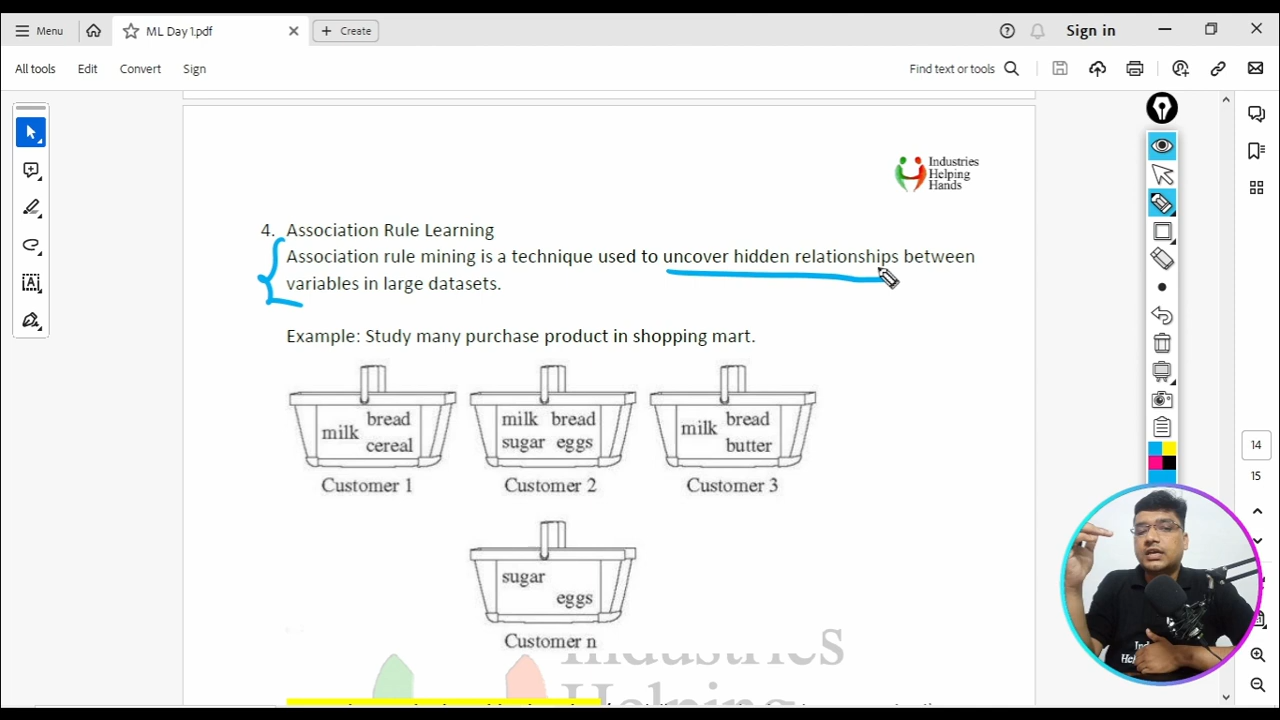 Menu
ML Day 1.pdf
Create
Sign in
All tools Edit Convert Sign
Find text or tools
Industries
Helping
Hands
4. Association Rule Learning
Association rule mining is a technique used to uncover hidden relationships between
variables in large datasets.
Example: Study many purchase product in shopping mart.
milk bread
cereal
Customer 1
milk bread
sugar eggs
Customer 2
milk bread
butter
Customer 3
sugar
eggs
Customer n
Industries
Helping
14
15